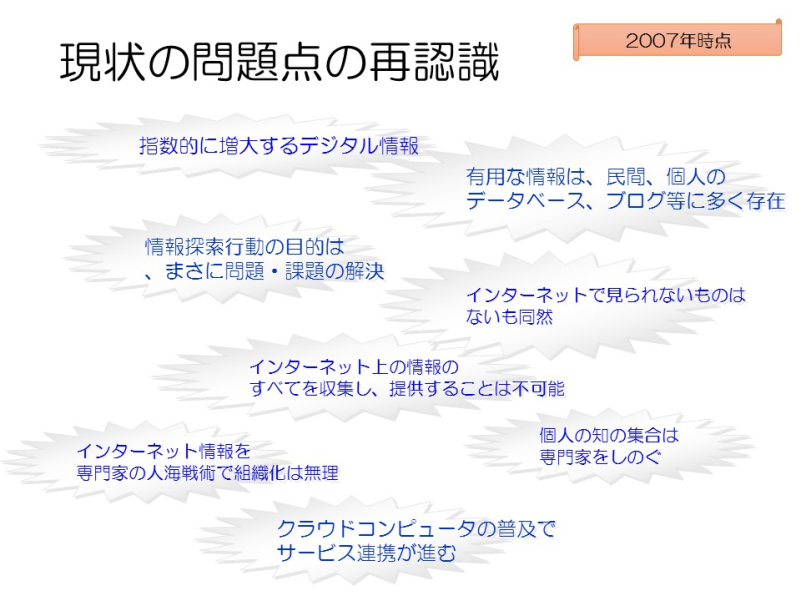 2007年時点
現状の問題点の再認識
指数的に増大するデジタル情報
有用な情報は、民間、個人の
データベース、ブログ等に多く存在
情報探索行動の目的は
、まさに問題・課題の解決
インターネットで見られないものは
ないも同然
インターネット上の情報の
すべてを収集し、提供することは不可能
個人の知の集合は
専門家をしのぐ
インターネット情報を
専門家の人海戦術で組織化は無理
クラウドコンピュータの普及で
サービス連携が進む